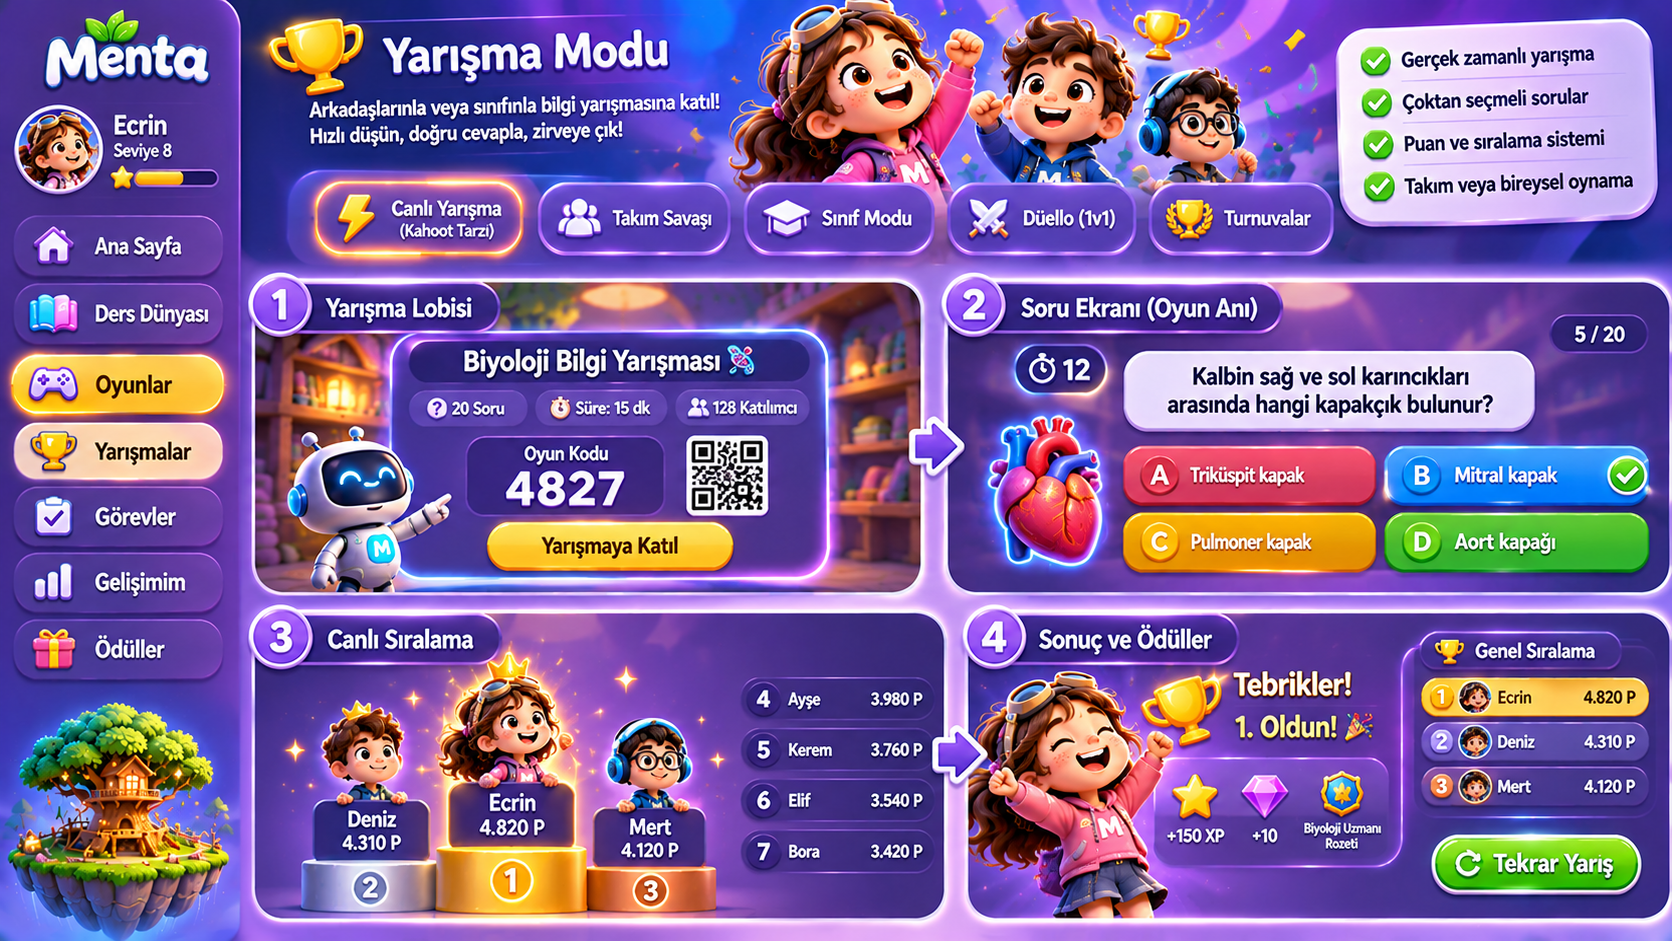 Menta
Ecrin
Seviye 8
Ana Sayfa
Ders Dünyası
Oyunlar
Yarışmalar
Görevler
Gelişimim
Ödüller
Yarışma Modu
Arkadaşlarınla veya sınıfınla bilgi yarışmasına katıl!
Hızlı düşün, doğru cevapla, zirveye çık!
Gerçek zamanlı yarışma
Çoktan seçmeli sorular
Puan ve sıralama sistemi
Takım veya bireysel oynama
Canlı Yarışma
(Kahoot Tarzı)
Takım Savaşı
Sınıf Modu
Düello (1v1)
Turnuvalar
1 Yarışma Lobisi
Biyoloji Bilgi Yarışması
? 20 Soru
Süre: 15 dk
128 Katılımcı
Oyun Kodu
4827
Yarışmaya Katıl
M
2 Soru Ekranı (Oyun Anı)
5 / 20
12
Kalbin sağ ve sol karıncıkları
arasında hangi kapakçık bulunur?
A Triküspit kapak
B Mitral kapak
C Pulmoner kapak
D Aort kapağı
3 Canlı Sıralama
Deniz
4.310 P
2
Ecrin
4.820 P
1
Mert
4.120 P
3
4 Ayşe 3.980 P
5 Kerem 3.760 P
6 Elif 3.540 P
7 Bora 3.420 P
4 Sonuç ve Ödüller
Tebrikler!
1. Oldun!
M
+150 XP
+10
Biyoloji Uzmanı
Rozeti
Genel Sıralama
1 Ecrin 4.820 P
2 Deniz 4.310 P
3 Mert 4.120 P
Tekrar Yarış